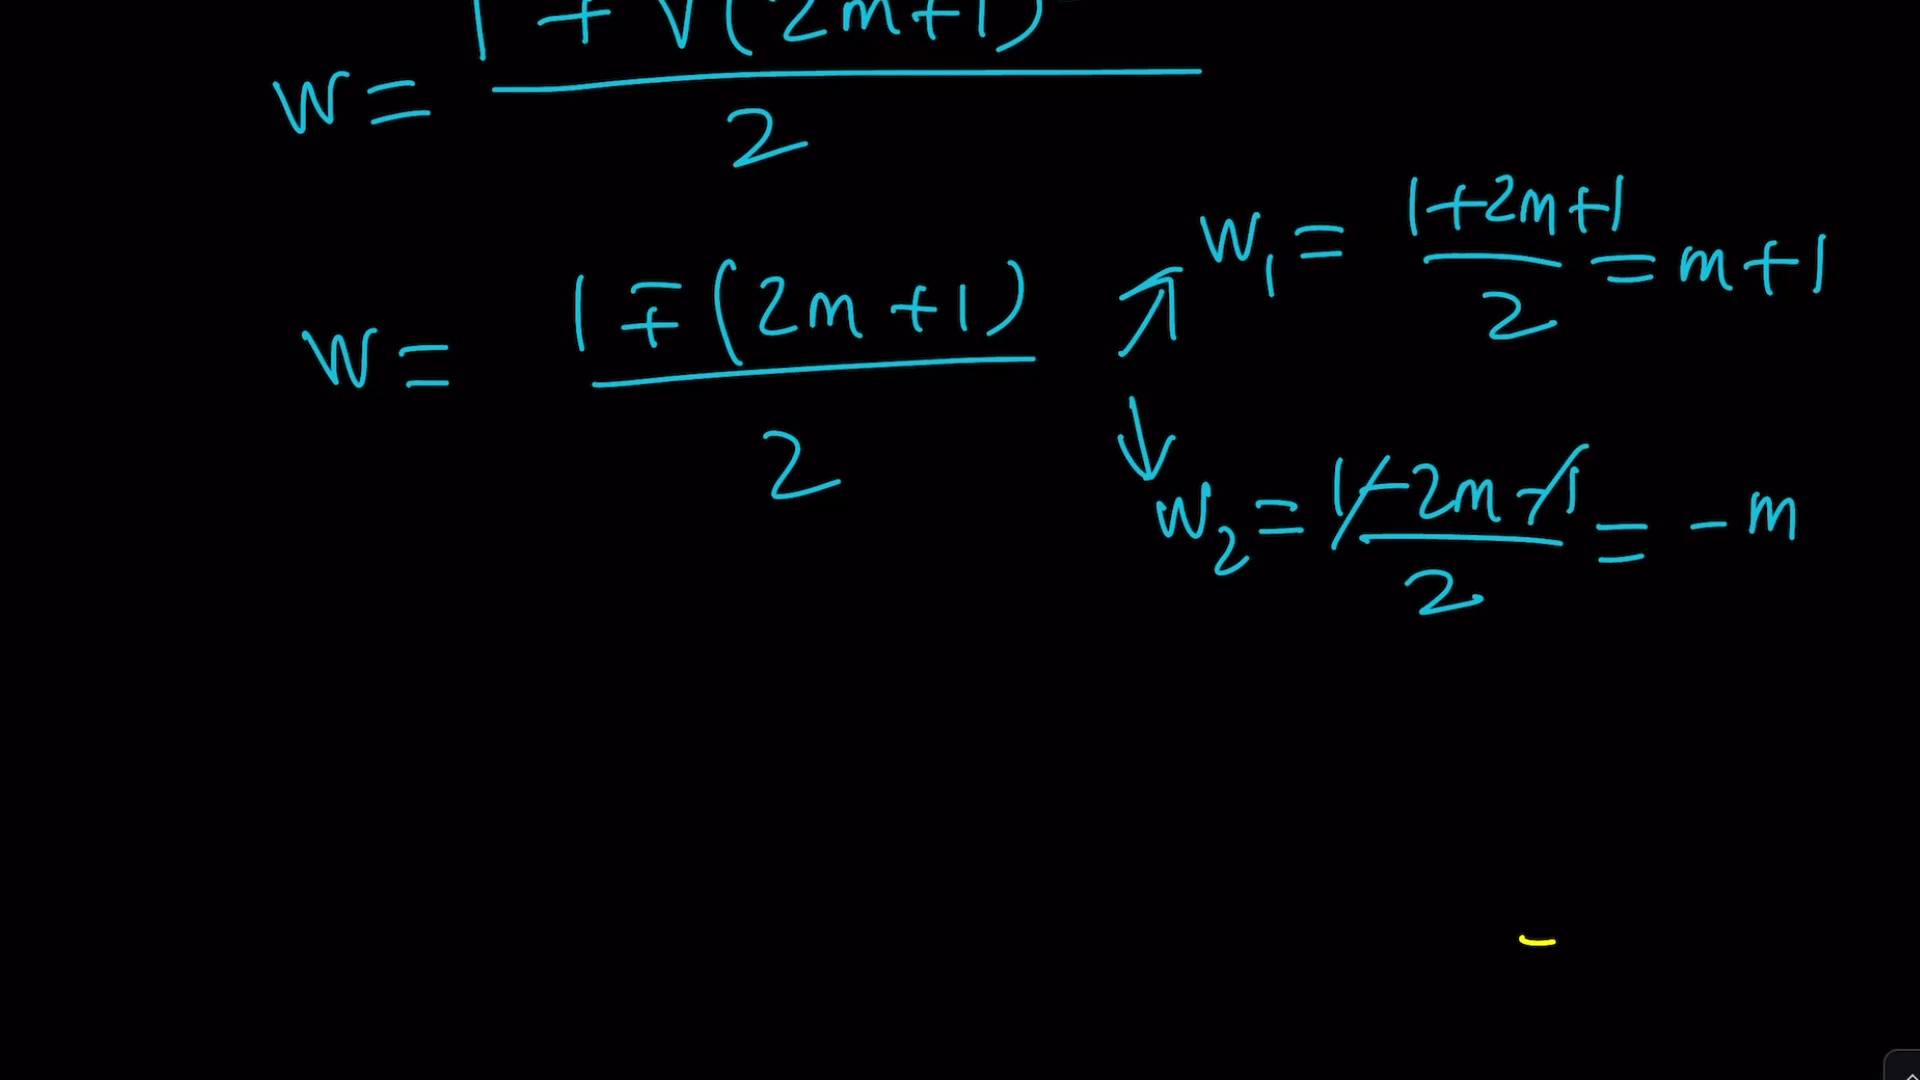 w = 1 ∓ √(2m+1)² / 2
w = 1 ∓ (2m+1) / 2
w₁ = 1+2m+1 / 2 = m+1
w₂ = 1-2m-1 / 2 = -m